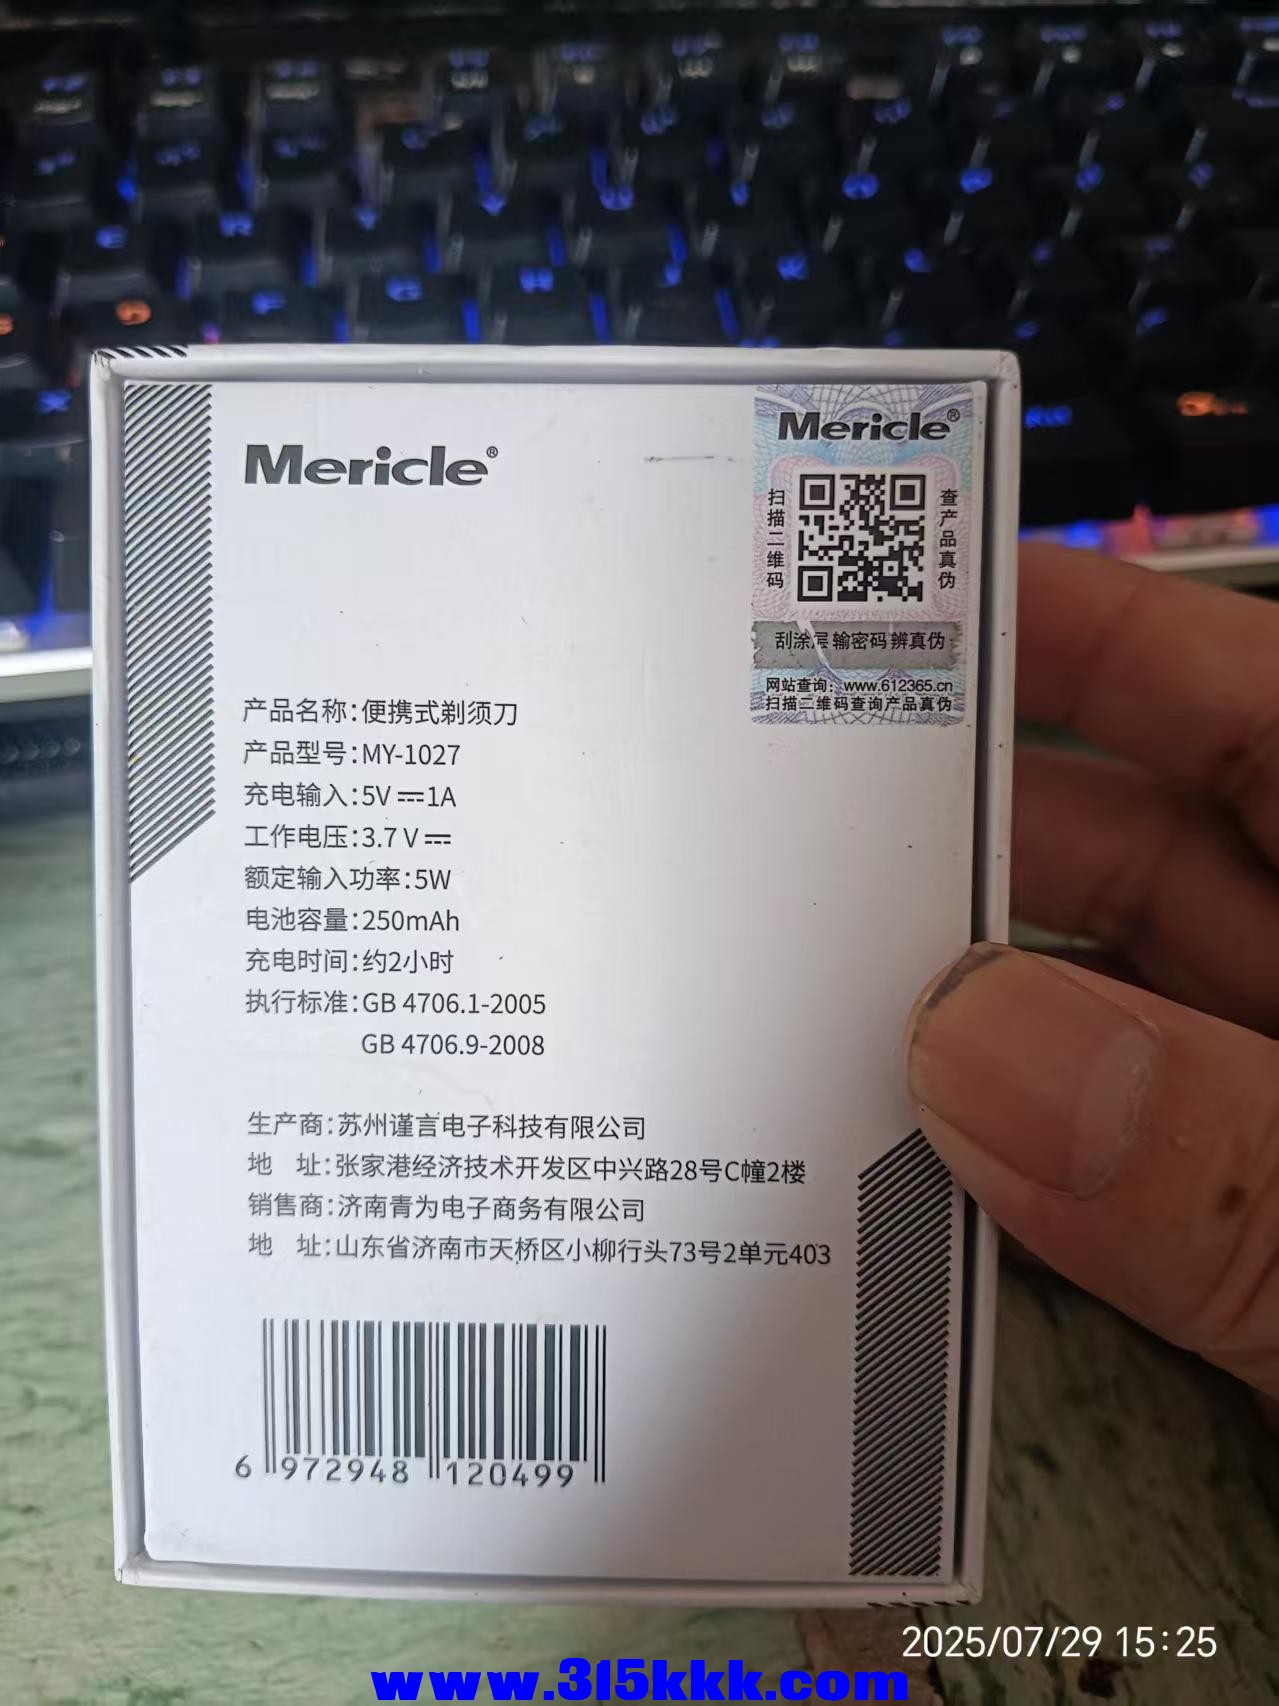 Mericle®
Mericle®
扫描二维码
查产品真伪
刮涂层 输密码 辨真伪
网站查询：www.612365.cn
扫描二维码查询产品真伪
产品名称：便携式剃须刀
产品型号：MY-1027
充电输入：5V⎓1A
工作电压：3.7 V⎓
额定输入功率：5W
电池容量：250mAh
充电时间：约2小时
执行标准：GB 4706.1-2005
GB 4706.9-2008
生产商：苏州谨言电子科技有限公司
地 址：张家港经济技术开发区中兴路28号C幢2楼
销售商：济南青为电子商务有限公司
地 址：山东省济南市天桥区小柳行头73号2单元403
6 972948 120499
2025/07/29 15:25
www.315kkk.com